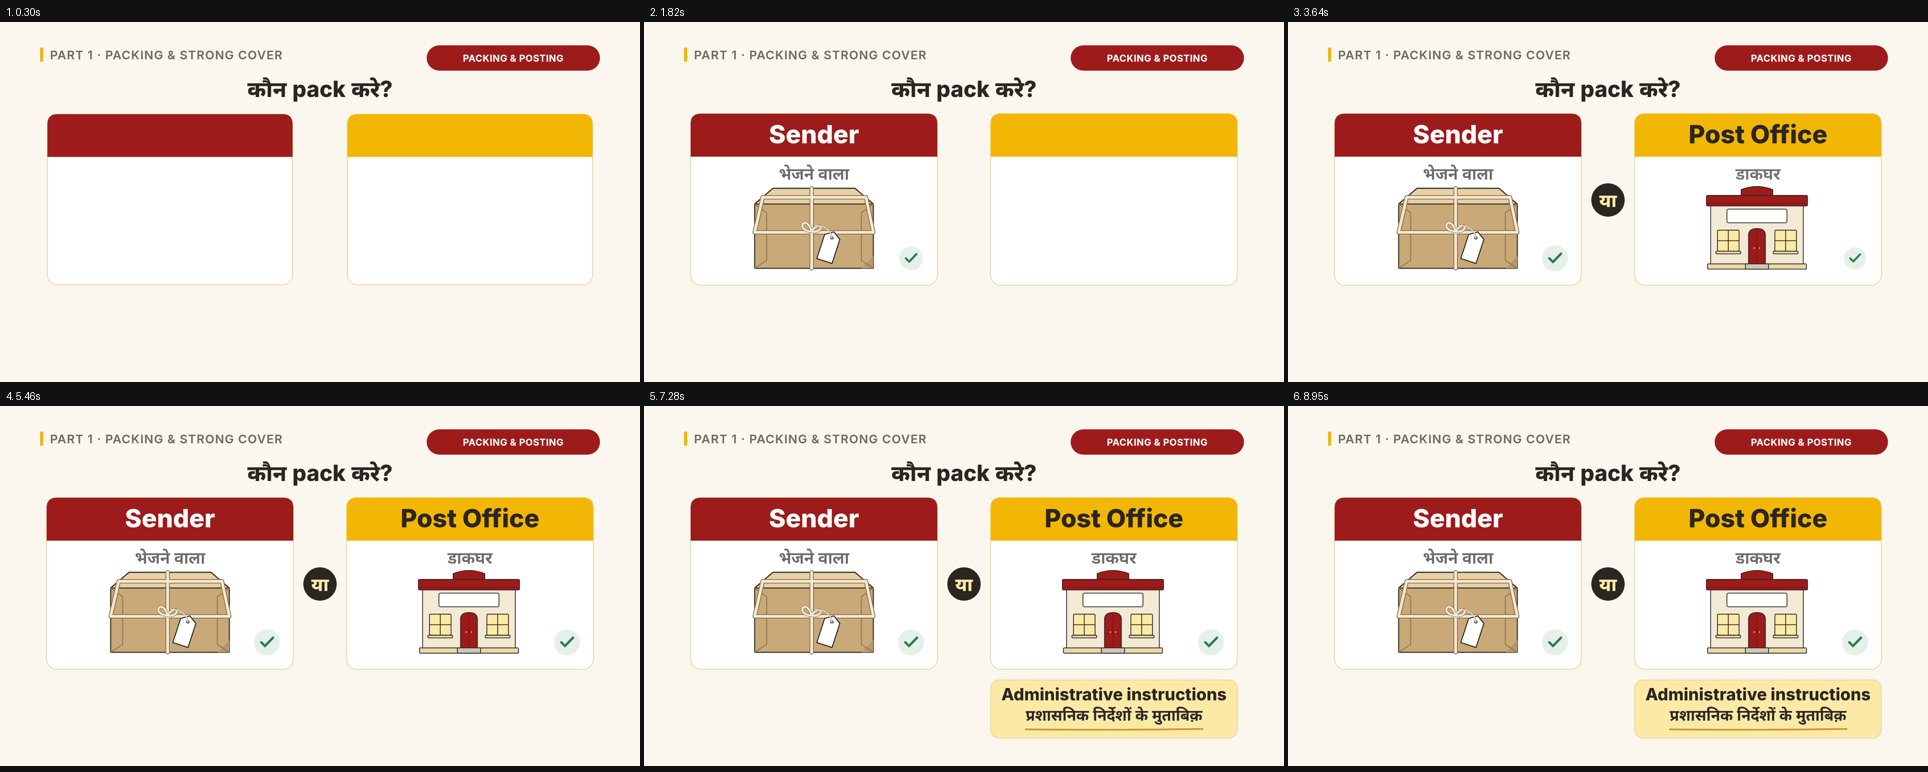 1. 0.30s
PART 1 · PACKING & STRONG COVER
PACKING & POSTING
कौन pack करे?
2. 1.82s
PART 1 · PACKING & STRONG COVER
PACKING & POSTING
कौन pack करे?
Sender
भेजने वाला
3. 3.64s
PART 1 · PACKING & STRONG COVER
PACKING & POSTING
कौन pack करे?
Sender
भेजने वाला
या
Post Office
डाकघर
4. 5.46s
PART 1 · PACKING & STRONG COVER
PACKING & POSTING
कौन pack करे?
Sender
भेजने वाला
या
Post Office
डाकघर
5. 7.28s
PART 1 · PACKING & STRONG COVER
PACKING & POSTING
कौन pack करे?
Sender
भेजने वाला
या
Post Office
डाकघर
Administrative instructions
प्रशासनिक निर्देशों के मुताबिक़
6. 8.95s
PART 1 · PACKING & STRONG COVER
PACKING & POSTING
कौन pack करे?
Sender
भेजने वाला
या
Post Office
डाकघर
Administrative instructions
प्रशासनिक निर्देशों के मुताबिक़